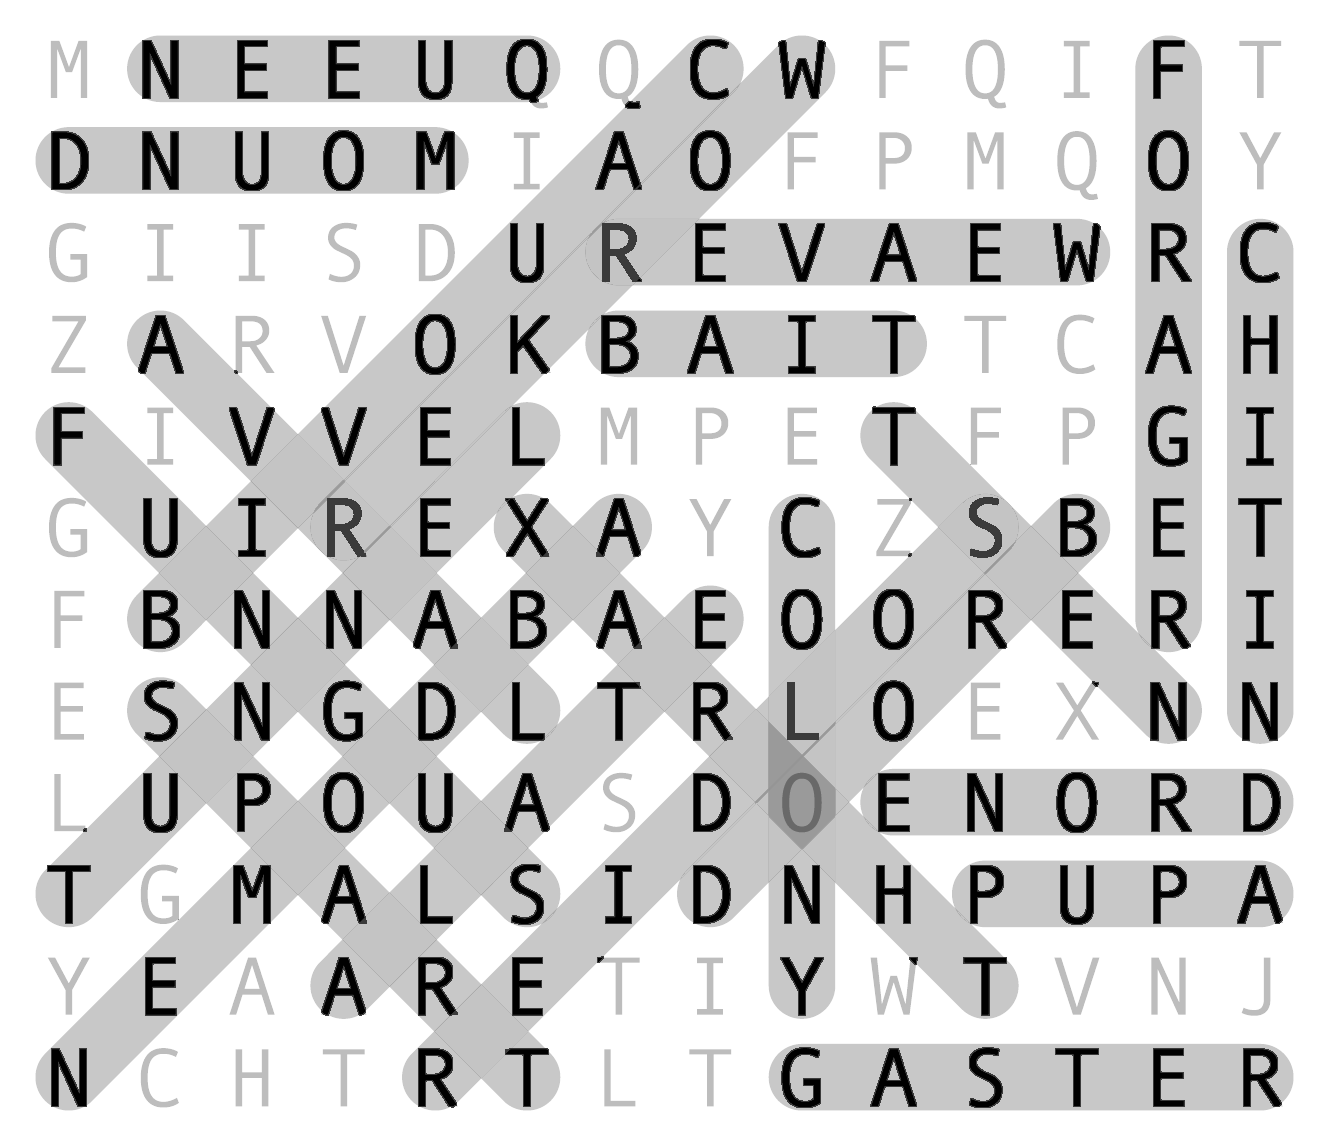 M N E E U Q Q C W F Q I F T
D N U O M I A O F P M Q O Y
G I I S D U R E V A E W R C
Z A R V O K B A I T T C A H
F I V V E L M P E T F P G I
G U I R E X A Y C Z S B E T
F B N N A B A E O O R E R I
E S N G D L T R L O E X N N
L U P O U A S D O E N O R D
T G M A L S I D N H P U P A
Y E A A R E T I Y W T V N J
N C H T R T L T G A S T E R